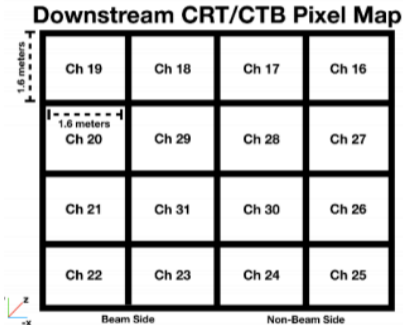 Downstream CRT/CTB Pixel Map
1.6 meters
Ch 19 Ch 18 Ch 17 Ch 16
1.6 meters
Ch 20 Ch 29 Ch 28 Ch 27
Ch 21 Ch 31 Ch 30 Ch 26
Ch 22 Ch 23 Ch 24 Ch 25
z
-x
Beam Side Non-Beam Side